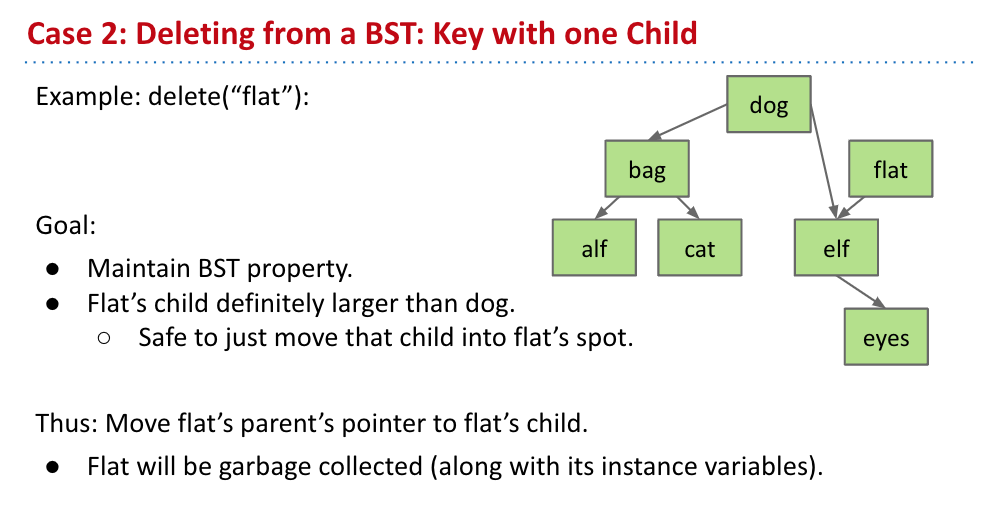 Case 2: Deleting from a BST: Key with one Child
Example: delete(“flat”):
dog
bag
flat
alf
cat
elf
eyes
Goal:
● Maintain BST property.
● Flat’s child definitely larger than dog.
○ Safe to just move that child into flat’s spot.
Thus: Move flat’s parent’s pointer to flat’s child.
● Flat will be garbage collected (along with its instance variables).